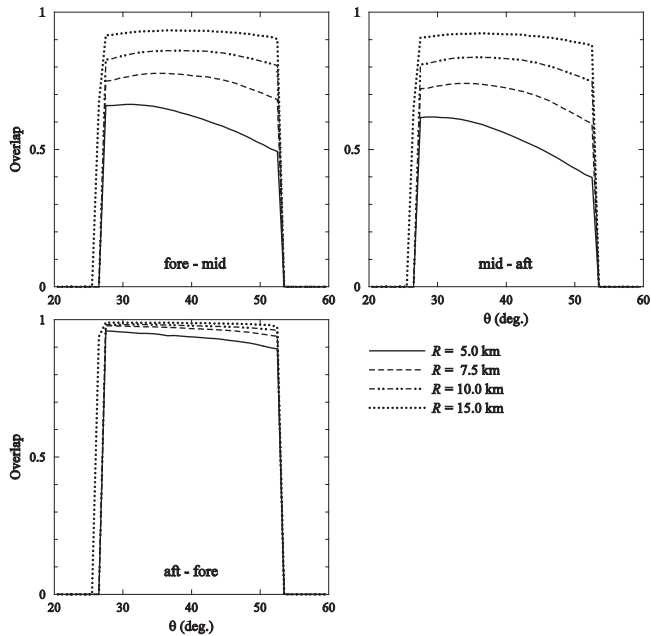 1
0.5
0
Overlap
fore - mid
20 30 40 50 60
1
0.5
0
mid - aft
20 30 40 50 60
θ (deg.)
1
0.5
0
Overlap
aft - fore
20 30 40 50 60
θ (deg.)
R = 5.0 km
R = 7.5 km
R = 10.0 km
R = 15.0 km